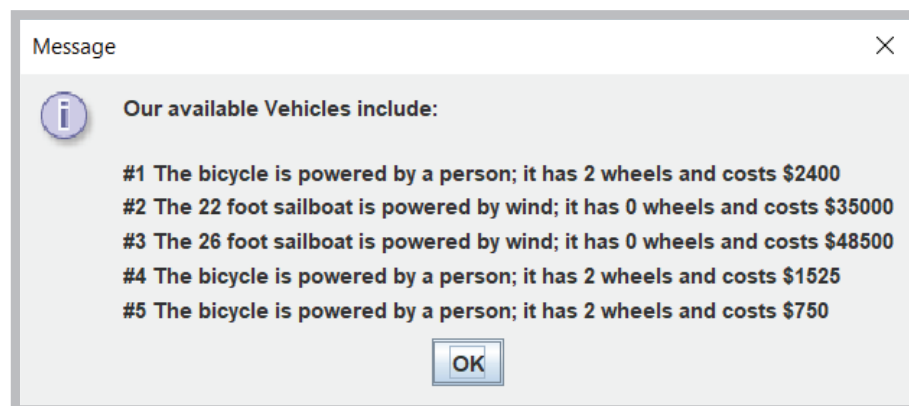 Message
Our available Vehicles include:
#1 The bicycle is powered by a person; it has 2 wheels and costs $2400
#2 The 22 foot sailboat is powered by wind; it has 0 wheels and costs $35000
#3 The 26 foot sailboat is powered by wind; it has 0 wheels and costs $48500
#4 The bicycle is powered by a person; it has 2 wheels and costs $1525
#5 The bicycle is powered by a person; it has 2 wheels and costs $750
OK